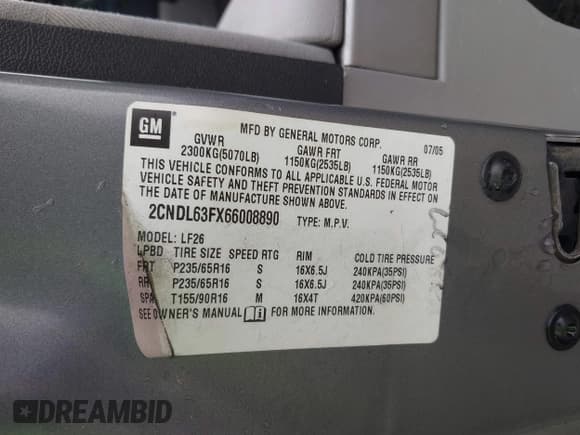 GM
MFD BY GENERAL MOTORS CORP. 07/05
GVWR GAWR FRT GAWR RR
2300KG(5070LB) 1150KG(2535LB) 1150KG(2535LB)
THIS VEHICLE CONFORMS TO ALL APPLICABLE U.S. FEDERAL MOTOR
VEHICLE SAFETY AND THEFT PREVENTION STANDARDS IN EFFECT ON
THE DATE OF MANUFACTURE SHOWN ABOVE.
2CNDL63FX66008890 TYPE: M.P.V.
MODEL: LF26
LPBD TIRE SIZE SPEED RTG RIM COLD TIRE PRESSURE
FRT P235/65R16 S 16X6.5J 240KPA(35PSI)
RR P235/65R16 S 16X6.5J 240KPA(35PSI)
SPA T155/90R16 M 16X4T 420KPA(60PSI)
SEE OWNER'S MANUAL FOR MORE INFORMATION.
DREAMBID